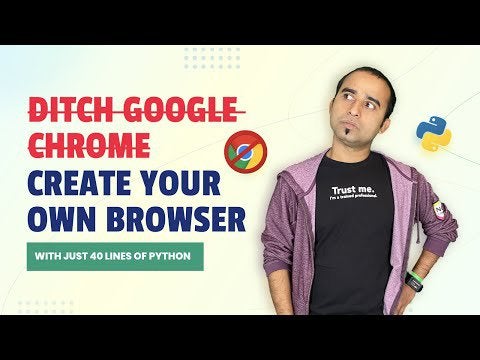 DITCH GOOGLE
CHROME
CREATE YOUR
OWN BROWSER
WITH JUST 40 LINES OF PYTHON
Trust me.
I'm a trained professional.